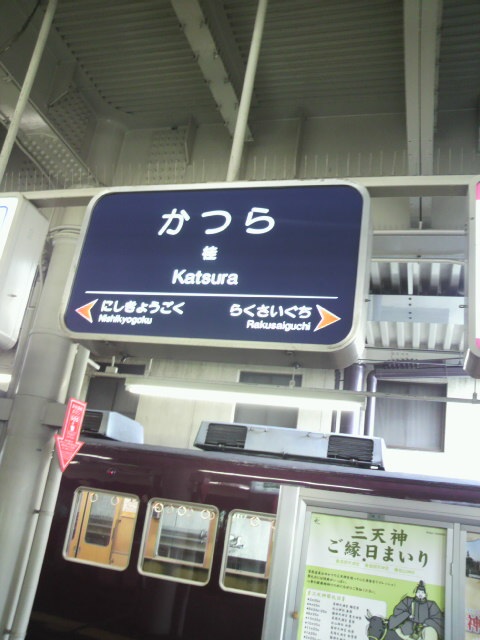 かつら
桂
Katsura
にしきょうごく
Nishikyogoku
らくさいぐち
Rakusaiguchi
三天神
ご縁日まいり